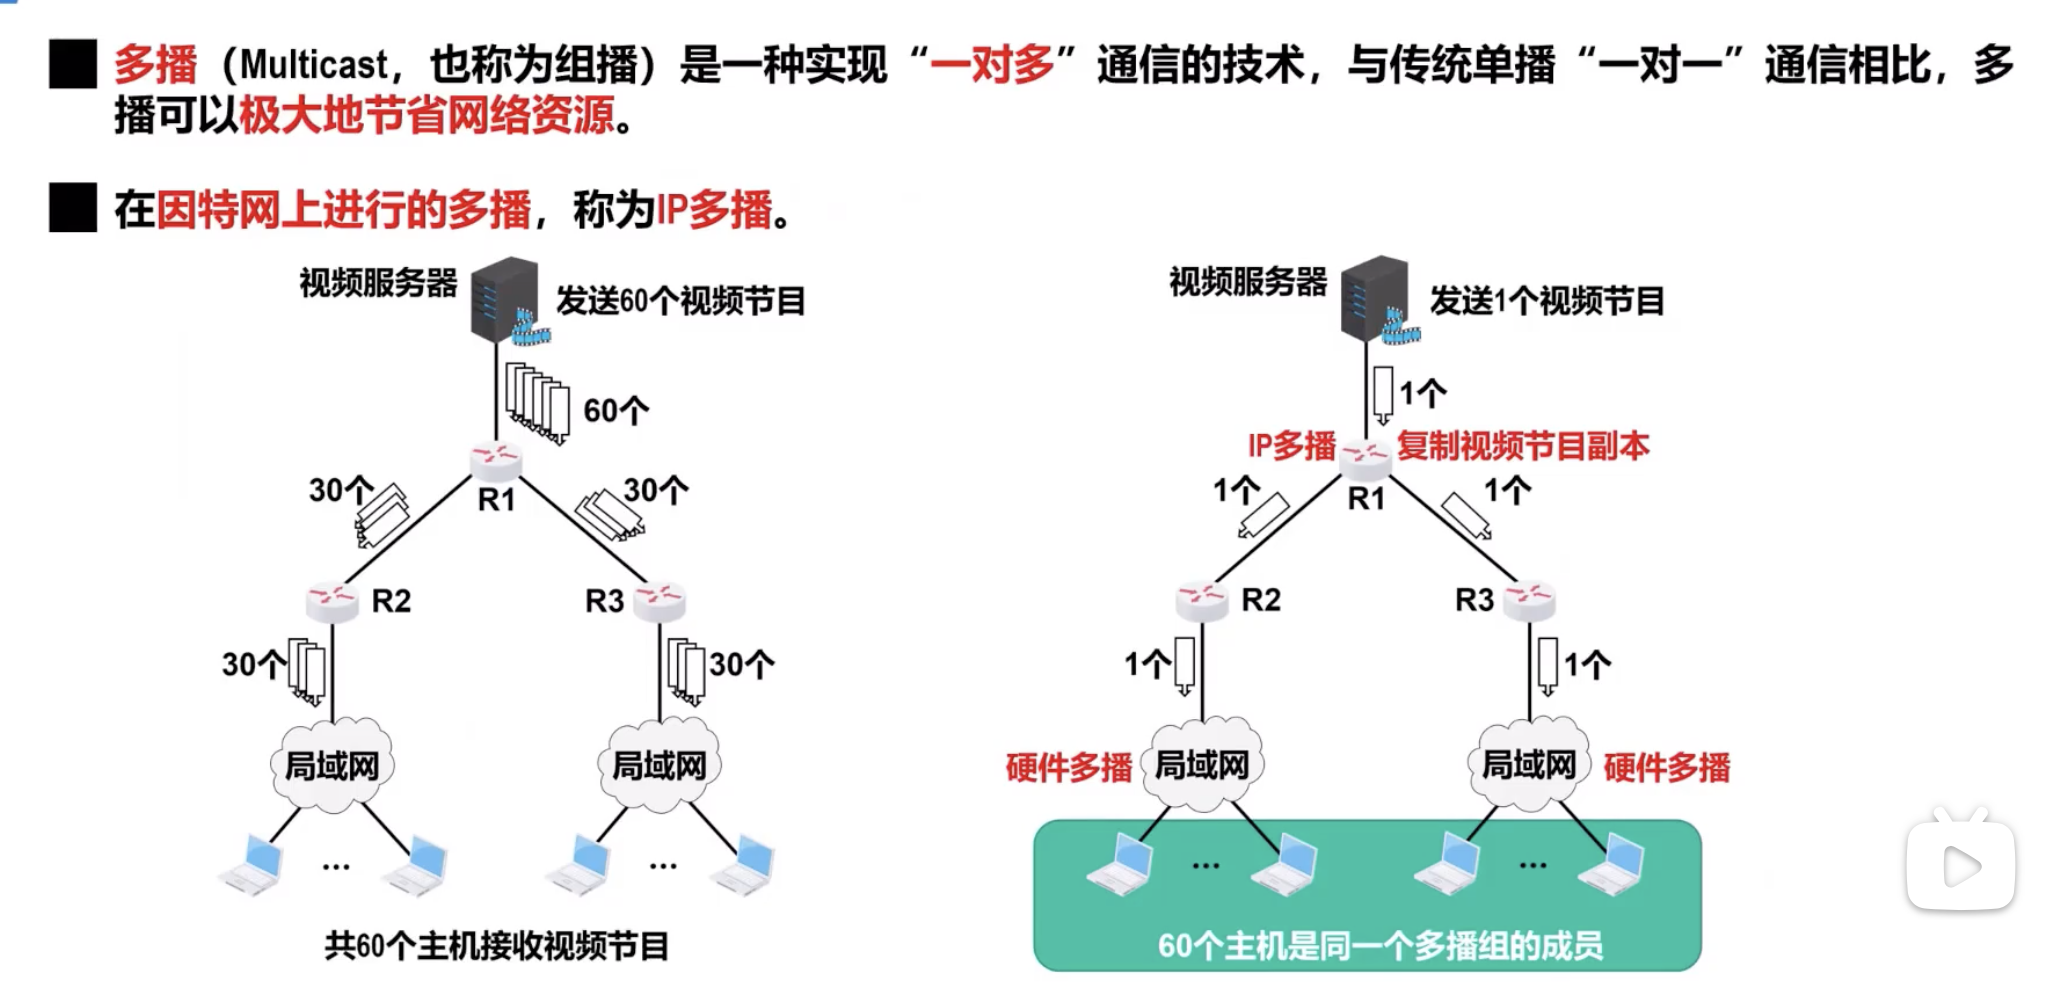 多播（Multicast，也称为组播）是一种实现“一对多”通信的技术，与传统单播“一对一”通信相比，多
播可以极大地节省网络资源。
在因特网上进行的多播，称为IP多播。
视频服务器
发送60个视频节目
60个
R1
30个
30个
R2
R3
30个
30个
局域网
局域网
...
...
共60个主机接收视频节目
视频服务器
发送1个视频节目
1个
IP多播
复制视频节目副本
R1
1个
1个
R2
R3
1个
1个
硬件多播
局域网
局域网
硬件多播
...
...
60个主机是同一个多播组的成员